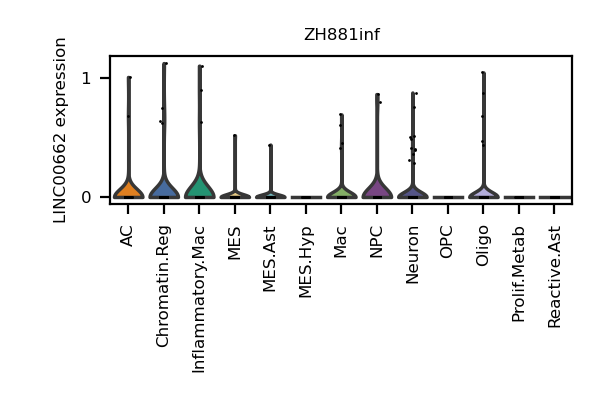 ZH881inf
LINC00662 expression
1
0
AC
Chromatin.Reg
Inflammatory.Mac
MES
MES.Ast
MES.Hyp
Mac
NPC
Neuron
OPC
Oligo
Prolif.Metab
Reactive.Ast